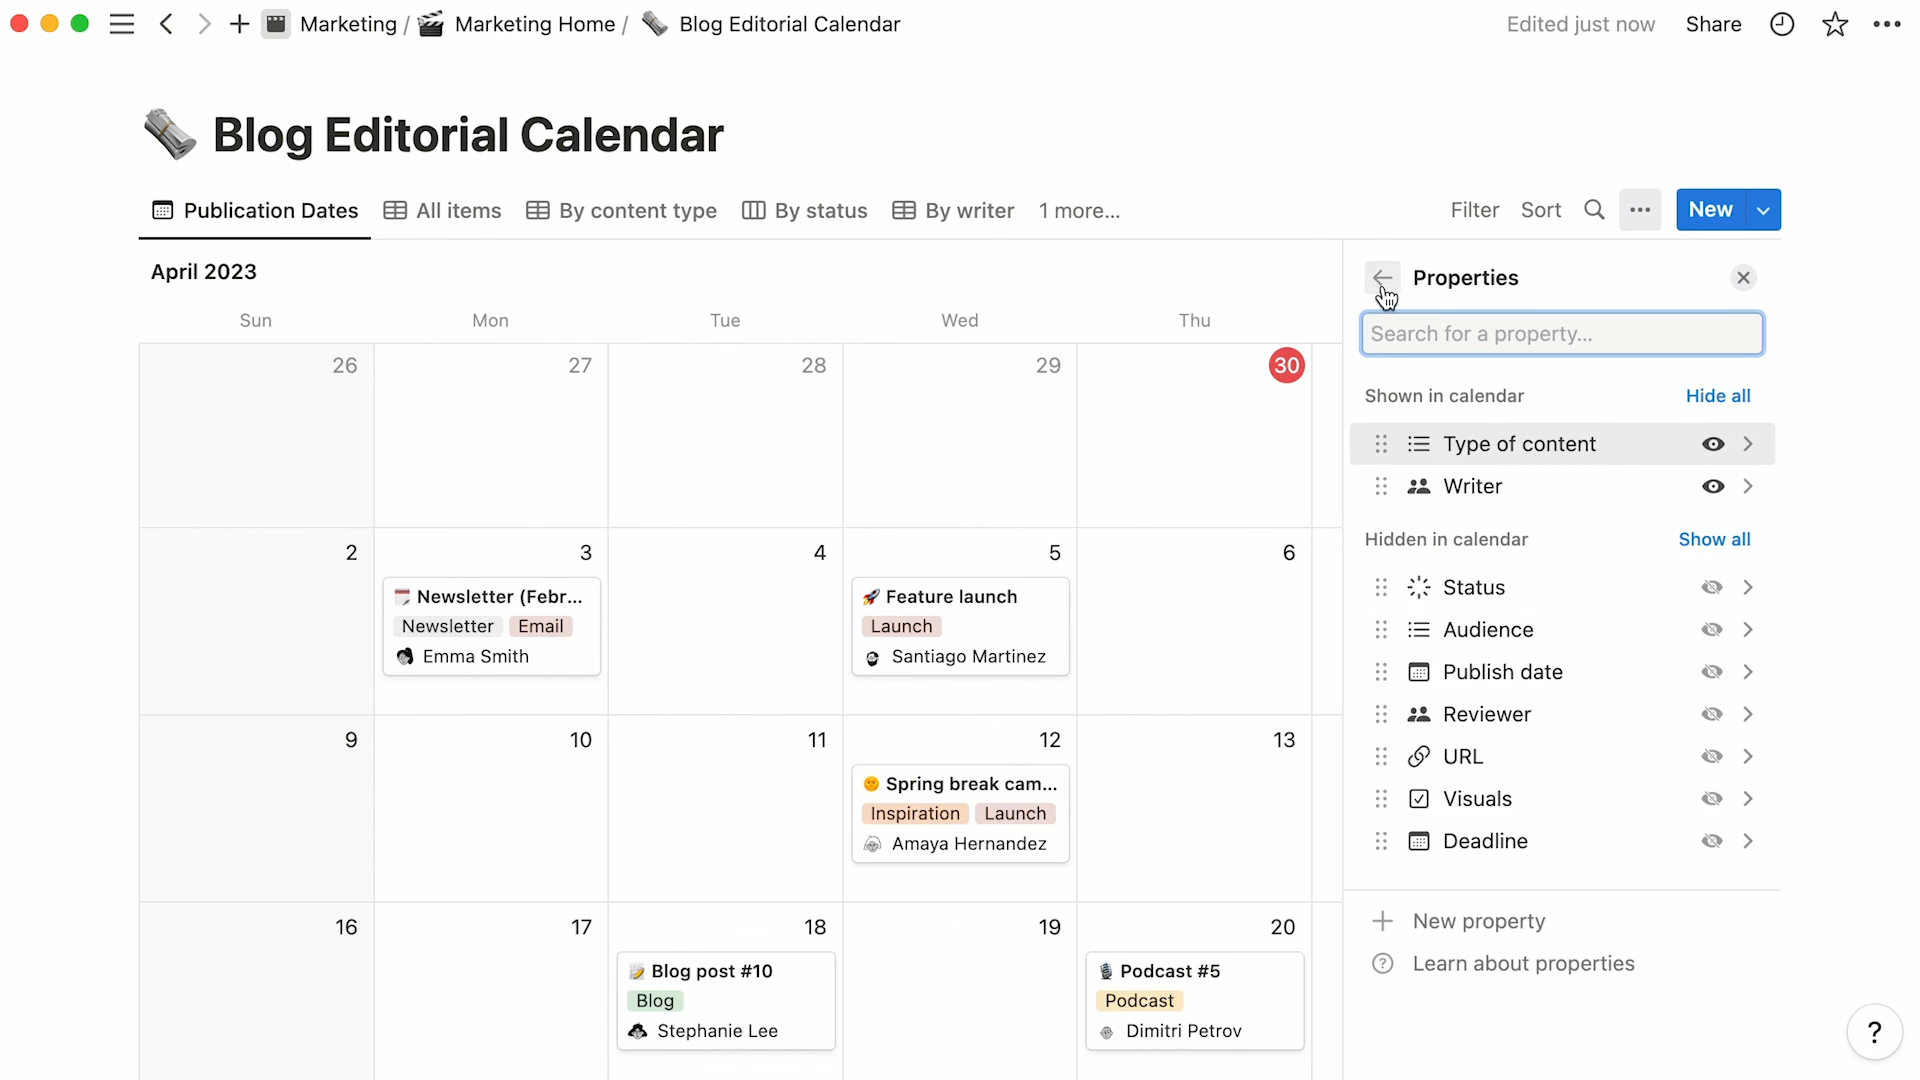 Marketing / Marketing Home / Blog Editorial Calendar
Edited just now Share
Blog Editorial Calendar
Publication Dates All items By content type By status By writer 1 more...
Filter Sort New
April 2023
Sun Mon Tue Wed Thu
26 27 28 29 30
2 3 4 5 6
Newsletter (Febr...
Newsletter Email
Emma Smith
Feature launch
Launch
Santiago Martinez
9 10 11 12 13
Spring break cam...
Inspiration Launch
Amaya Hernandez
16 17 18 19 20
Blog post #10
Blog
Stephanie Lee
Podcast #5
Podcast
Dimitri Petrov
Properties
Search for a property...
Shown in calendar Hide all
Type of content
Writer
Hidden in calendar Show all
Status
Audience
Publish date
Reviewer
URL
Visuals
Deadline
New property
? Learn about properties
?